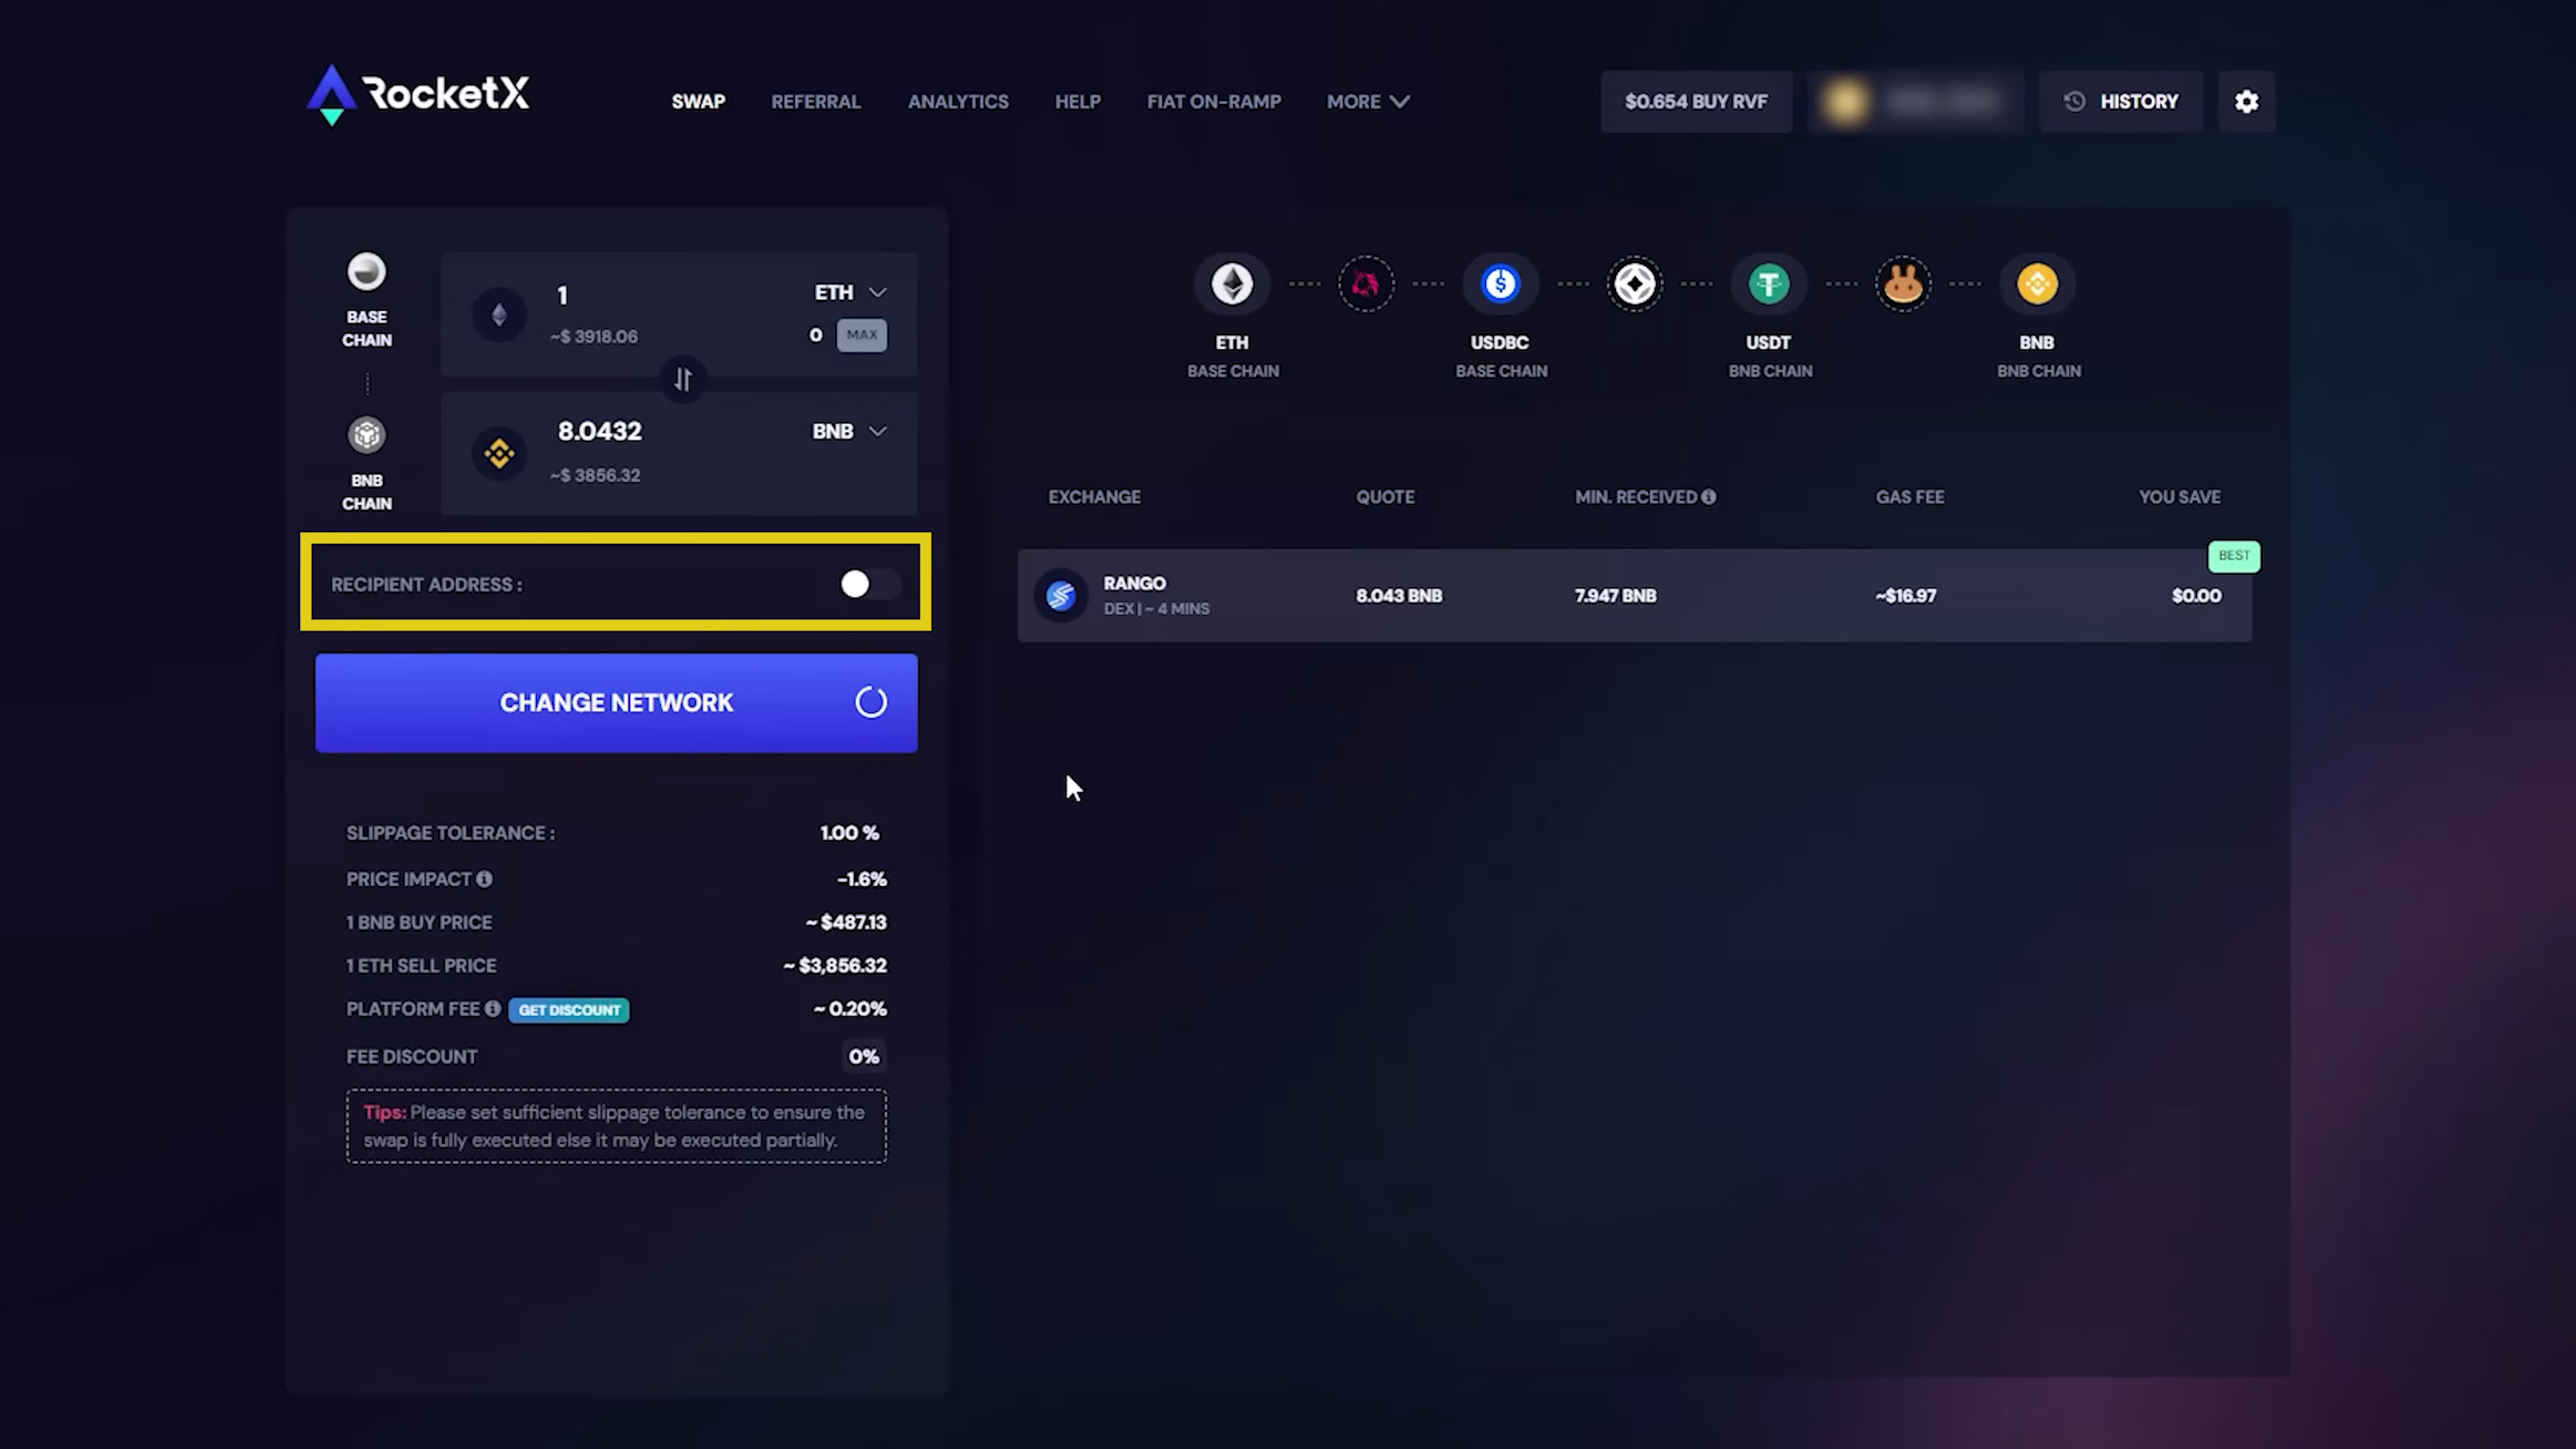 RocketX
SWAP
REFERRAL
ANALYTICS
HELP
FIAT ON-RAMP
MORE
$0.654 BUY RVF
HISTORY
BASE
CHAIN
1
ETH
~$ 3918.06
0
MAX
BNB
CHAIN
8.0432
BNB
~$ 3856.32
RECIPIENT ADDRESS :
CHANGE NETWORK
SLIPPAGE TOLERANCE :
1.00 %
PRICE IMPACT
-1.6%
1 BNB BUY PRICE
~ $487.13
1 ETH SELL PRICE
~ $3,856.32
PLATFORM FEE
GET DISCOUNT
~ 0.20%
FEE DISCOUNT
0%
Tips: Please set sufficient slippage tolerance to ensure the
swap is fully executed else it may be executed partially.
ETH
BASE CHAIN
USDBC
BASE CHAIN
USDT
BNB CHAIN
BNB
BNB CHAIN
EXCHANGE
QUOTE
MIN. RECEIVED
GAS FEE
YOU SAVE
BEST
RANGO
DEX | ~ 4 MINS
8.043 BNB
7.947 BNB
~$16.97
$0.00